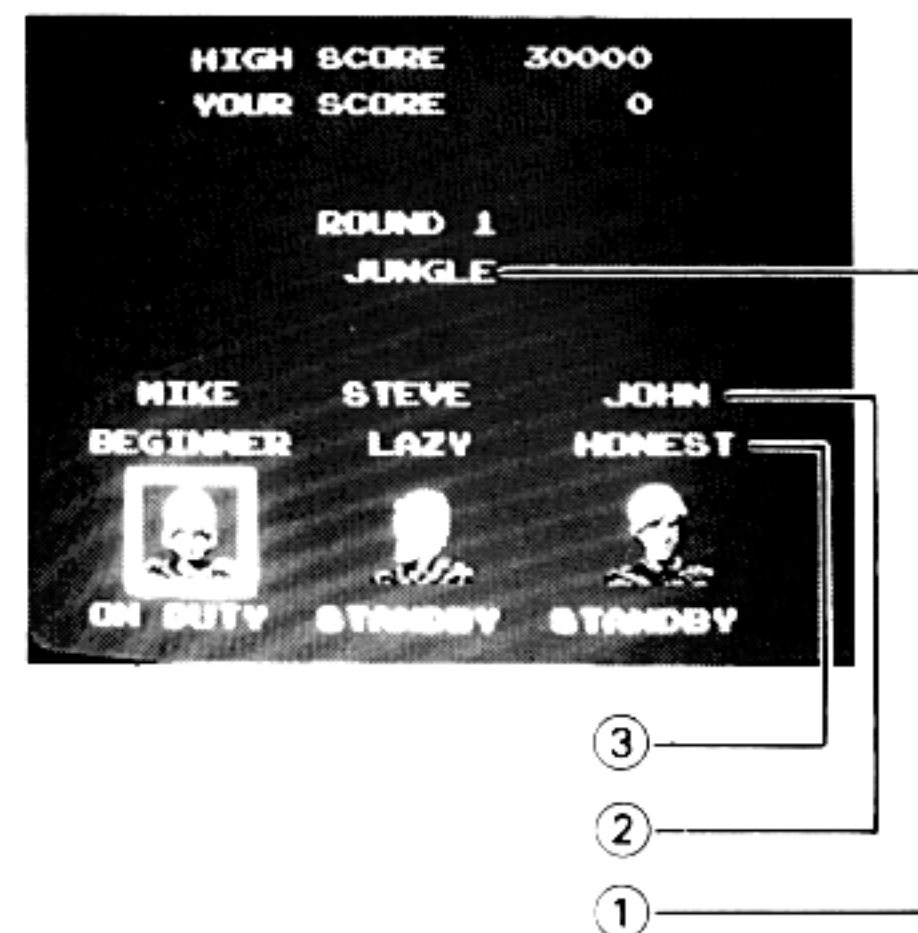 HIGH SCORE 30000
YOUR SCORE 0
ROUND 1
JUNGLE
MIKE STEVE JOHN
BEGINNER LAZY HONEST
ON DUTY STANDBY STANDBY
3
2
1